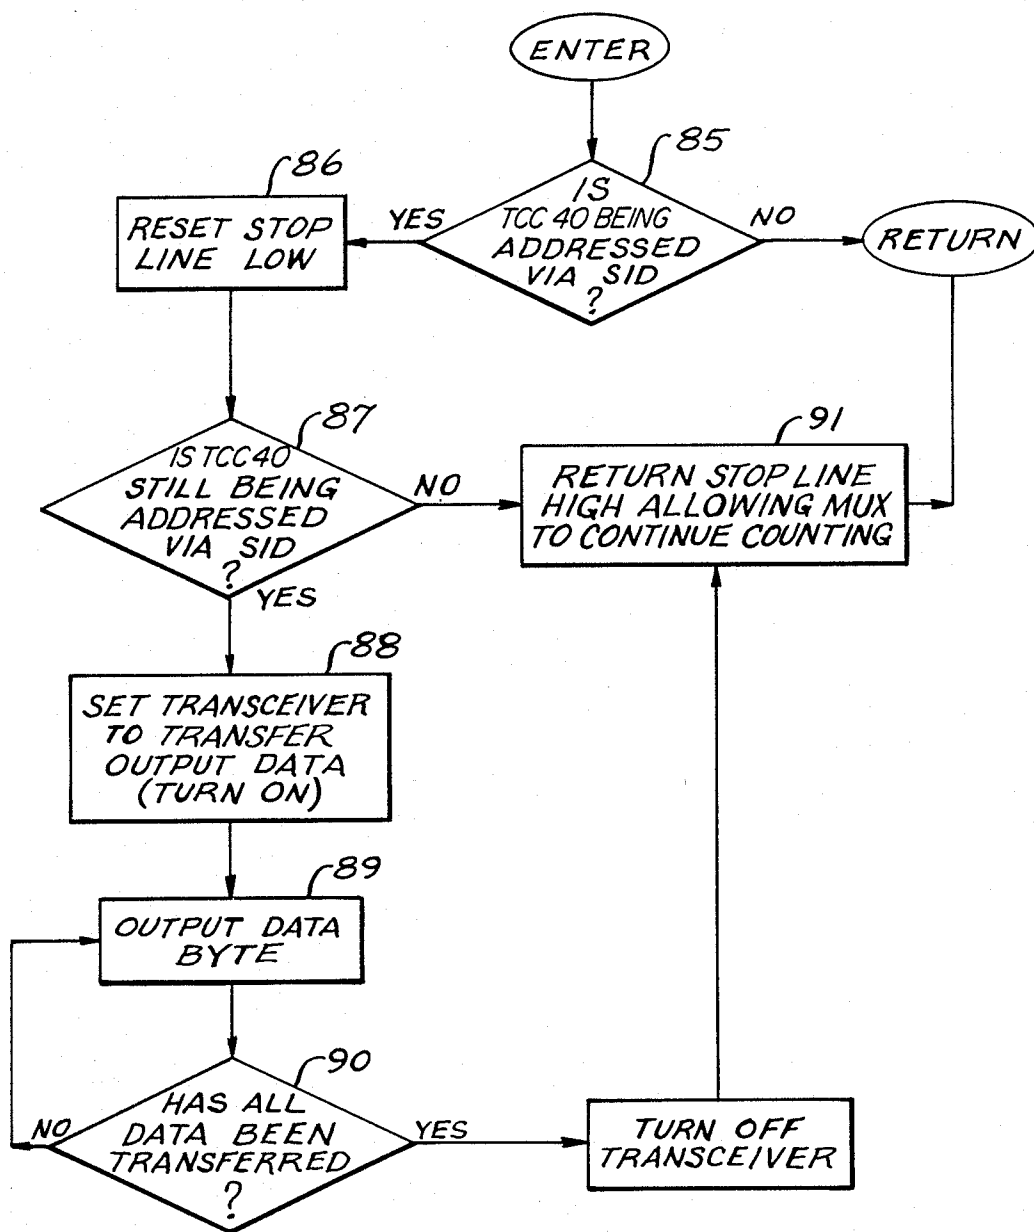 ENTER
85
IS
TCC 40 BEING
ADDRESSED
VIA SID
?
YES
NO
86
RESET STOP
LINE LOW
RETURN
87
IS TCC 40
STILL BEING
ADDRESSED
VIA SID
?
NO
YES
91
RETURN STOP LINE
HIGH ALLOWING MUX
TO CONTINUE COUNTING
88
SET TRANSCEIVER
TO TRANSFER
OUTPUT DATA
(TURN ON)
89
OUTPUT DATA
BYTE
90
HAS ALL
DATA BEEN
TRANSFERRED
?
NO
YES
TURN OFF
TRANSCEIVER